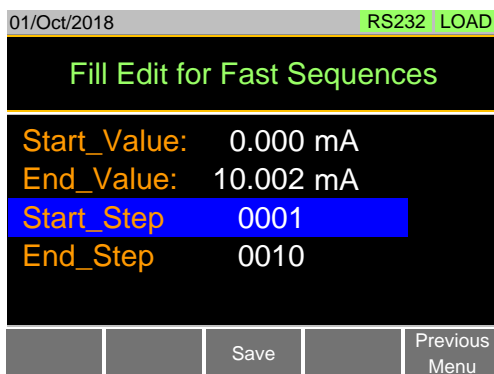 01/Oct/2018 RS232 LOAD
Fill Edit for Fast Sequences
Start_Value: 0.000 mA
End_Value: 10.002 mA
Start_Step 0001
End_Step 0010
Save Previous
Menu